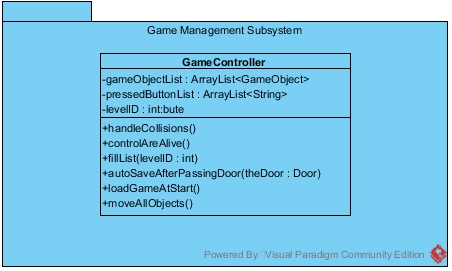 Game Management Subsystem
GameController
-gameObjectList : ArrayList<GameObject>
-pressedButtonList : ArrayList<String>
-levelID : int:bute
+handleCollisions()
+controlAreAlive()
+fillList(levelID : int)
+autoSaveAfterPassingDoor(theDoor : Door)
+loadGameAtStart()
+moveAllObjects()
Powered By Visual Paradigm Community Edition